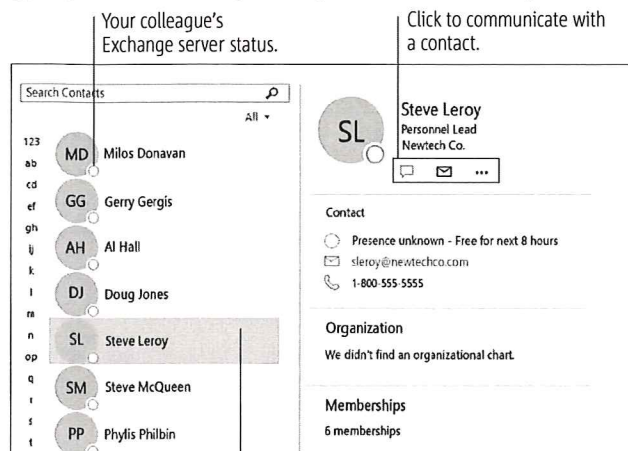 Your colleague's
Exchange server status.
Click to communicate with
a contact.
Search Contacts
All
123
ab
cd
ef
gh
ij
k
l
m
n
op
q
r
s
t
MD Milos Donavan
GG Gerry Gergis
AH Al Hall
DJ Doug Jones
SL Steve Leroy
SM Steve McQueen
PP Phylis Philbin
SL
Steve Leroy
Personnel Lead
Newtech Co.
...
Contact
Presence unknown - Free for next 8 hours
sleroy@newtechco.com
1-800-555-5555
Organization
We didn't find an organizational chart.
Memberships
6 memberships